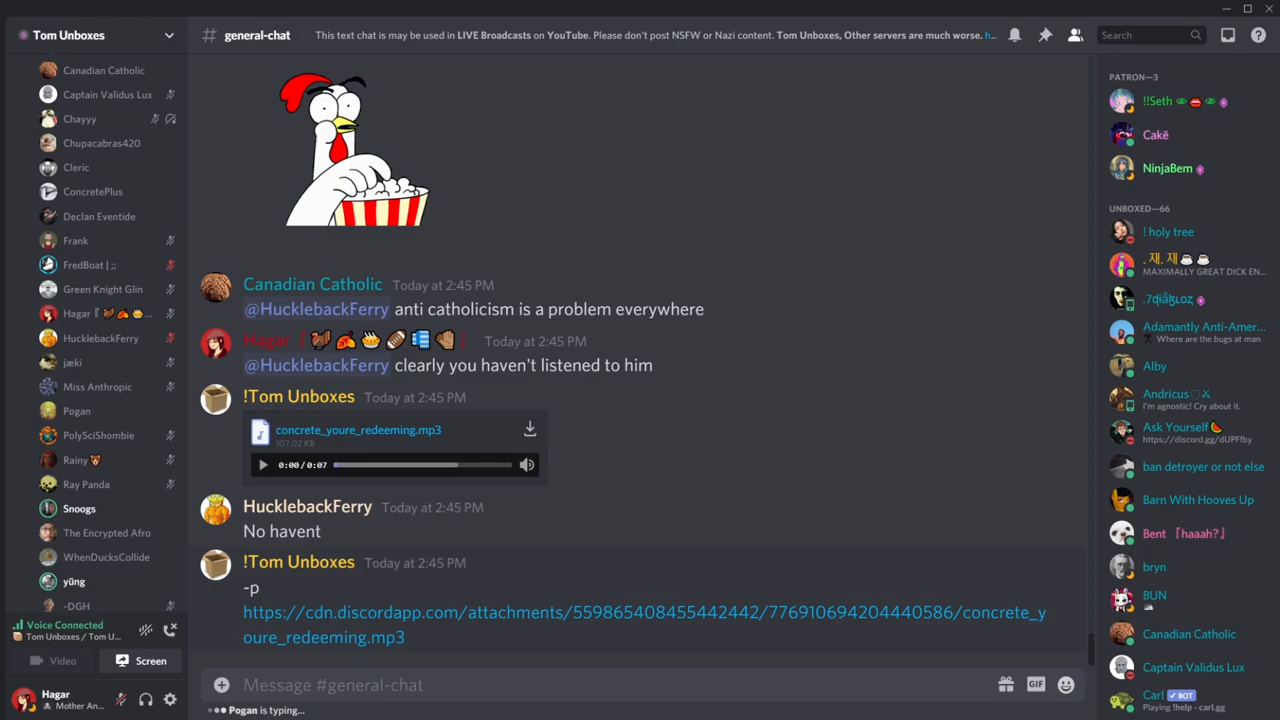 Tom Unboxes
Canadian Catholic
Captain Validus Lux
Chayyy
Chupacabras420
Cleric
ConcretePlus
Declan Eventide
Frank
FredBoat | ;;
Green Knight Glin
Hagar『🦃🍂🥧...
HucklebackFerry
jæki
Miss Anthropic
Pogan
PolySciShombie
Rainy🐻
Ray Panda
Snoogs
The Encrypted Afro
WhenDucksCollide
yūng
-DGH
Voice Connected
Tom Unboxes / Tom U...
Video
Screen
Hagar
Mother An...
# general-chat
This text chat is may be used in LIVE Broadcasts on YouTube. Please don't post NSFW or Nazi content. Tom Unboxes, Other servers are much worse. h...
Search
Canadian Catholic Today at 2:45 PM
@HucklebackFerry anti catholicism is a problem everywhere
Hagar『🦃🍂🥧🏈🥫🤚🏾』 Today at 2:45 PM
@HucklebackFerry clearly you haven't listened to him
!Tom Unboxes Today at 2:45 PM
concrete_youre_redeeming.mp3
107.02 KB
0:00/0:07
HucklebackFerry Today at 2:45 PM
No havent
!Tom Unboxes Today at 2:45 PM
-p
https://cdn.discordapp.com/attachments/559865408455442442/776910694204440586/concrete_y
oure_redeeming.mp3
Message #general-chat
GIF
Pogan is typing...
PATRON—3
!!Seth
Cakë
NinjaBem
UNBOXED—66
! holy tree
. 재. 재☕☕
MAXIMALLY GREAT DICK EN...
Adamantly Anti-Amer...
Where are the bugs at man
Alby
Andricus
I'm agnostic! Cry about it.
Ask Yourself🍉
https://discord.gg/dUPFfby
ban detroyer or not else
Barn With Hooves Up
Bent 『haaah?』
bryn
BUN
Canadian Catholic
Captain Validus Lux
Carl BOT
Playing !help - carl.gg